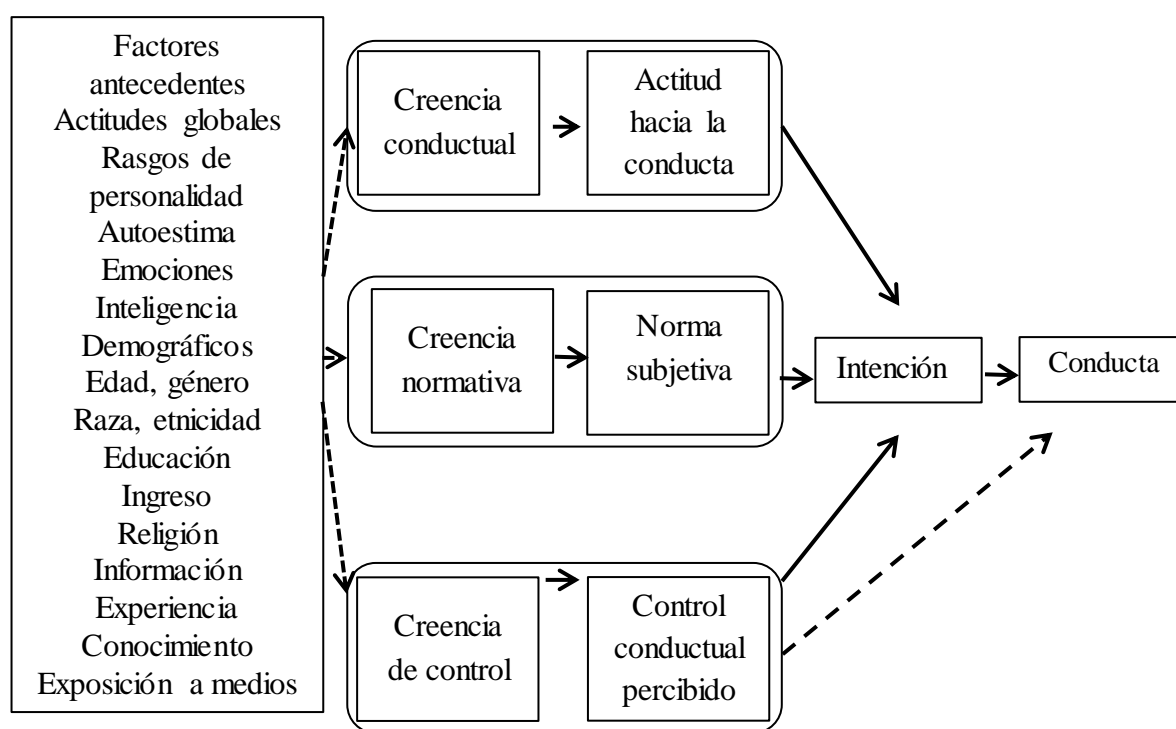 Factores
antecedentes
Actitudes globales
Rasgos de
personalidad
Autoestima
Emociones
Inteligencia
Demográficos
Edad, género
Raza, etnicidad
Educación
Ingreso
Religión
Información
Experiencia
Conocimiento
Exposición a medios
Creencia
conductual
Actitud
hacia la
conducta
Creencia
normativa
Norma
subjetiva
Creencia
de control
Control
conductual
percibido
Intención
Conducta